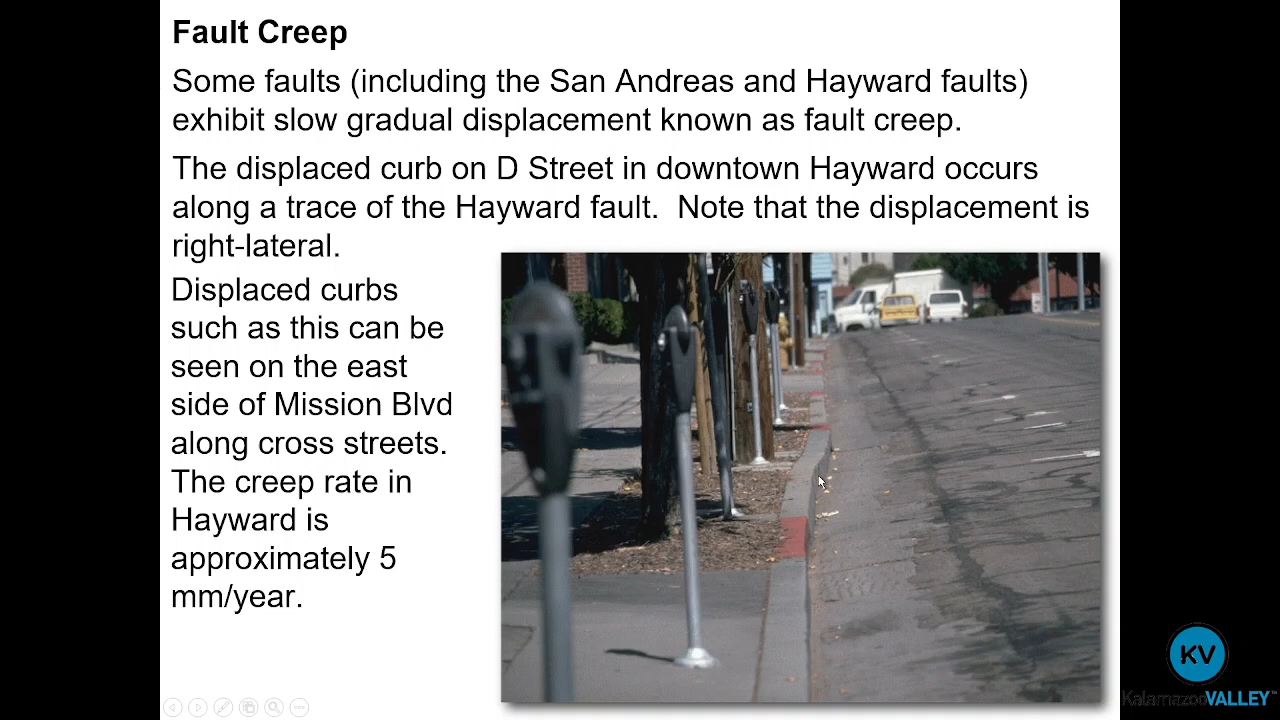 Fault Creep
Some faults (including the San Andreas and Hayward faults)
exhibit slow gradual displacement known as fault creep.
The displaced curb on D Street in downtown Hayward occurs
along a trace of the Hayward fault.  Note that the displacement is
right-lateral.
Displaced curbs
such as this can be
seen on the east
side of Mission Blvd
along cross streets.
The creep rate in
Hayward is
approximately 5
mm/year.
KV
KalamazooVALLEY™